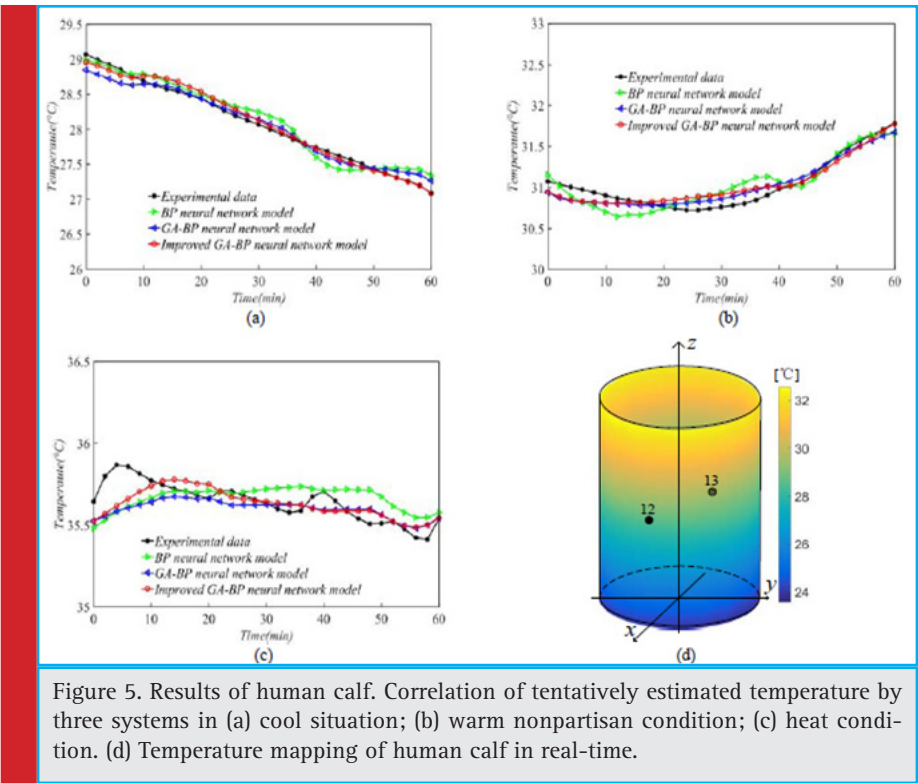 29.5
29
28.5
28
27.5
27
26.5
26
Temperaute(°C)
Experimental data
BP neural network model
GA-BP neural network model
Improved GA-BP neural network model
0 10 20 30 40 50 60
Time(min)
(a)
33
32.5
32
31.5
31
30.5
30
Temperaute(°C)
Experimental data
BP neural network model
GA-BP neural network model
Improved GA-BP neural network model
0 10 20 30 40 50 60
Time(min)
(b)
36.5
36
35.5
35
Temperaute(°C)
Experimental data
BP neural network model
GA-BP neural network model
Improved GA-BP neural network model
0 10 20 30 40 50 60
Time(min)
(c)
z
[℃]
32
30
28
26
24
13
12
y
x
(d)
Figure 5. Results of human calf. Correlation of tentatively estimated temperature by
three systems in (a) cool situation; (b) warm nonpartisan condition; (c) heat condi-
tion. (d) Temperature mapping of human calf in real-time.